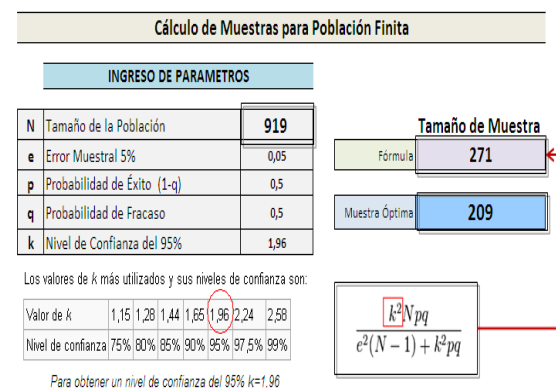 Cálculo de Muestras para Población Finita
INGRESO DE PARAMETROS
N Tamaño de la Población 919
e Error Muestral 5% 0,05
p Probabilidad de Éxito (1-q) 0,5
q Probabilidad de Fracaso 0,5
k Nivel de Confianza del 95% 1,96
Tamaño de Muestra
Fórmula 271
Muestra Óptima 209
Los valores de k más utilizados y sus niveles de confianza son:
Valor de k 1,15 1,28 1,44 1,65 1,96 2,24 2,58
Nivel de confianza 75% 80% 85% 90% 95% 97,5% 99%
Para obtener un nivel de confianza del 95% k=1,96
k²Npq
e²(N − 1) + k²pq